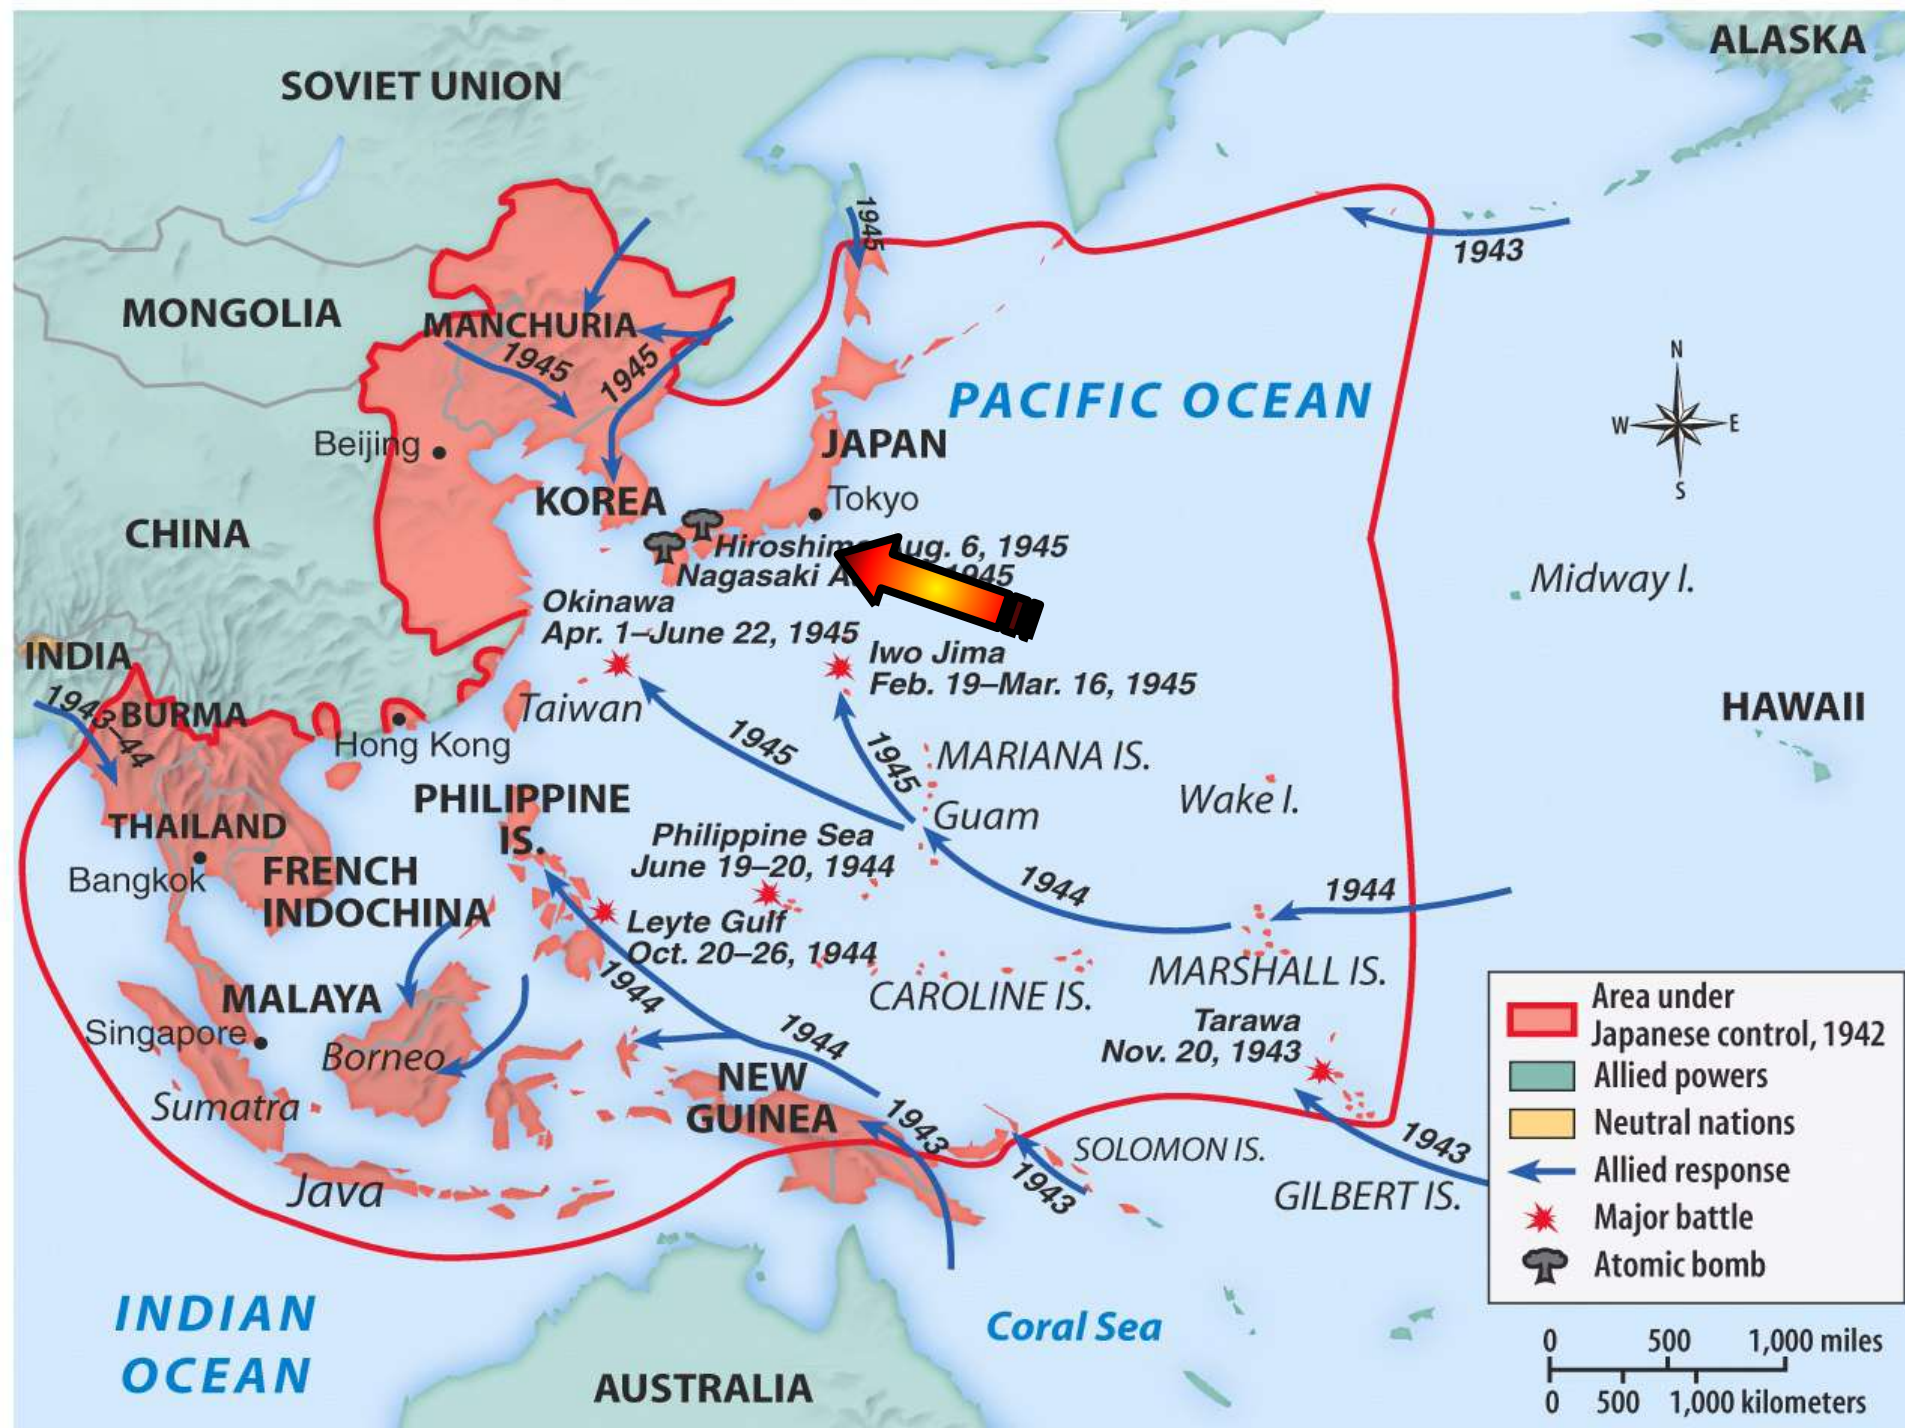 ALASKA
SOVIET UNION
1945
1943
MONGOLIA
MANCHURIA
1945
1945
PACIFIC OCEAN
N
W
E
S
Beijing
JAPAN
KOREA
Tokyo
CHINA
Hiroshima Aug. 6, 1945
Nagasaki 1945
Midway I.
Okinawa
Apr. 1–June 22, 1945
INDIA
Iwo Jima
Feb. 19–Mar. 16, 1945
1943–44
BURMA
Taiwan
HAWAII
Hong Kong
1945
1945
MARIANA IS.
PHILIPPINE
IS.
Wake I.
Guam
THAILAND
Philippine Sea
June 19–20, 1944
Bangkok
FRENCH
INDOCHINA
1944
1944
Leyte Gulf
Oct. 20–26, 1944
MALAYA
1944
CAROLINE IS.
MARSHALL IS.
Singapore
Borneo
1944
Tarawa
Nov. 20, 1943
NEW
GUINEA
Sumatra
1943
1943
SOLOMON IS.
1943
Java
GILBERT IS.
Area under
Japanese control, 1942
Allied powers
Neutral nations
Allied response
Major battle
Atomic bomb
INDIAN
OCEAN
Coral Sea
AUSTRALIA
0 500 1,000 miles
0 500 1,000 kilometers